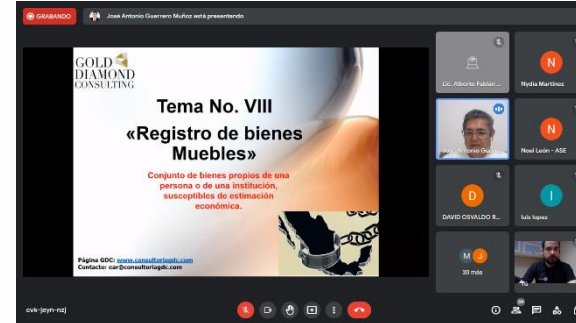 GRABANDO
José Antonio Guerrero Muñoz está presentando
GOLD
DIAMOND
CONSULTING
Tema No. VIII
«Registro de bienes
Muebles»
Conjunto de bienes propios de una
persona o de una institución,
susceptibles de estimación
económica.
Página GDC: www.consultoriagdc.com
Contacto: ear@consultoriagdc.com
Lic. Alberto Fabian ...
N
Nydia Martínez
N
Noel León - ASE
D
DAVID OSVALDO R...
l
luis lopez
M
J
30 más
Tú
cvk-jeyn-nzj